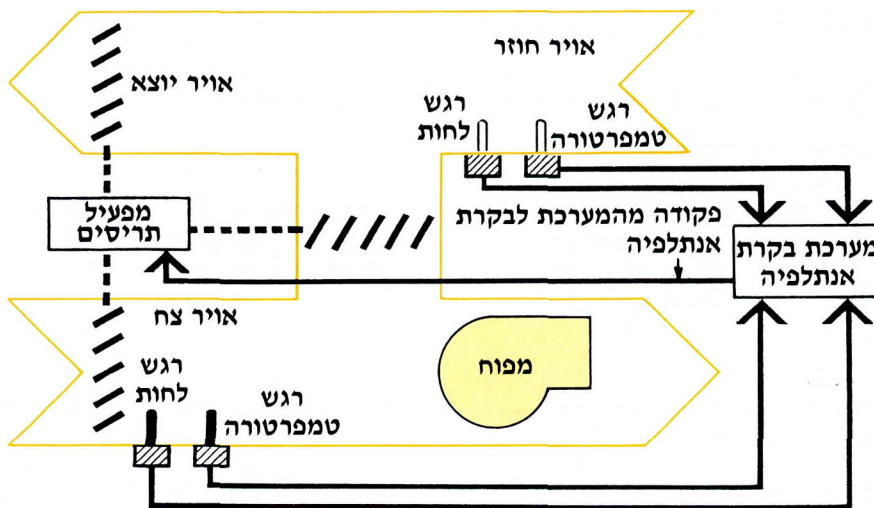 אויר חוזר
אויר יוצא
רגש
לחות
רגש
טמפרטורה
מפעיל
תריסים
פקודה מהמערכת לבקרת
אנתלפיה
מערכת בקרת
אנתלפיה
אויר צח
מפוח
רגש
לחות
רגש
טמפרטורה